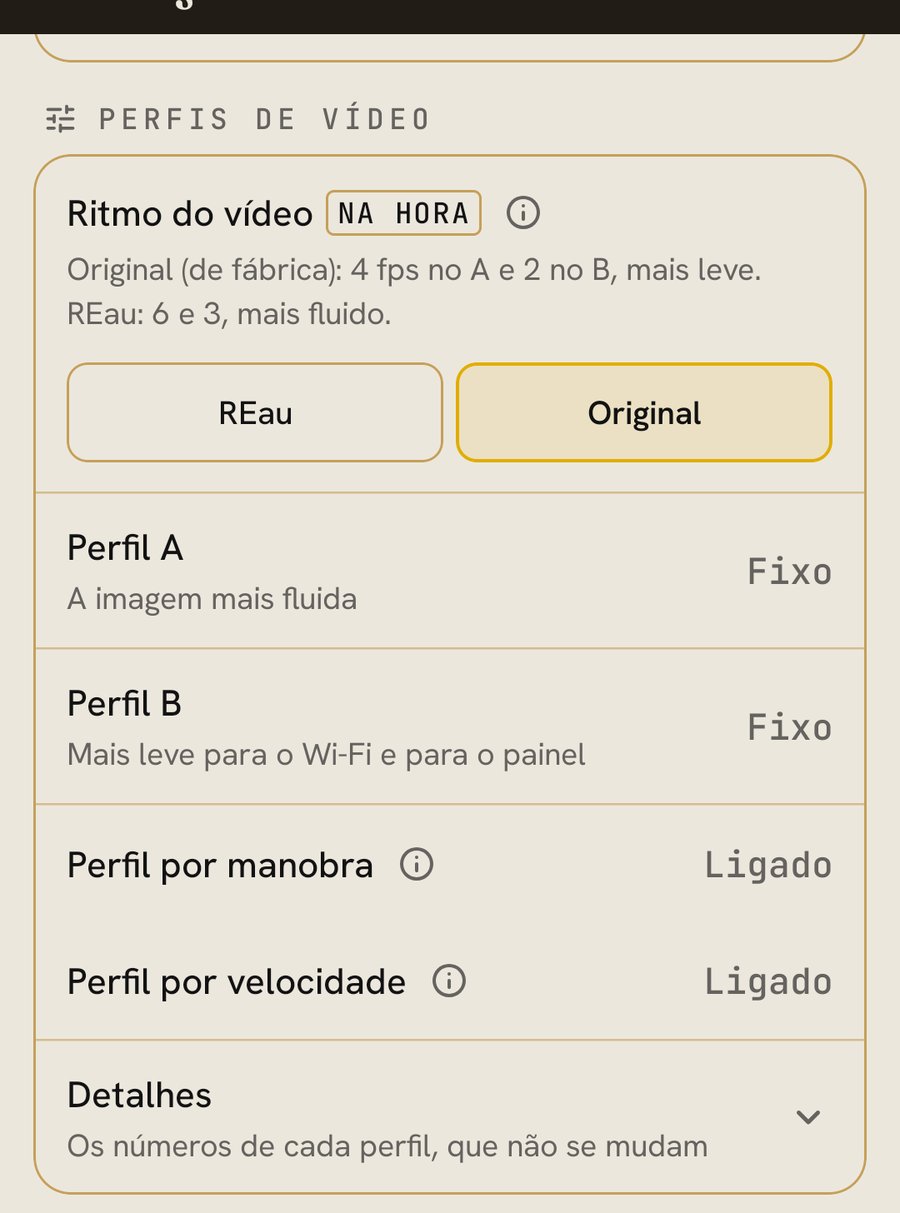 PERFIS DE VÍDEO
Ritmo do vídeo NA HORA
Original (de fábrica): 4 fps no A e 2 no B, mais leve.
REau: 6 e 3, mais fluido.
REau
Original
Perfil A
A imagem mais fluida
Fixo
Perfil B
Mais leve para o Wi-Fi e para o painel
Fixo
Perfil por manobra
Ligado
Perfil por velocidade
Ligado
Detalhes
Os números de cada perfil, que não se mudam